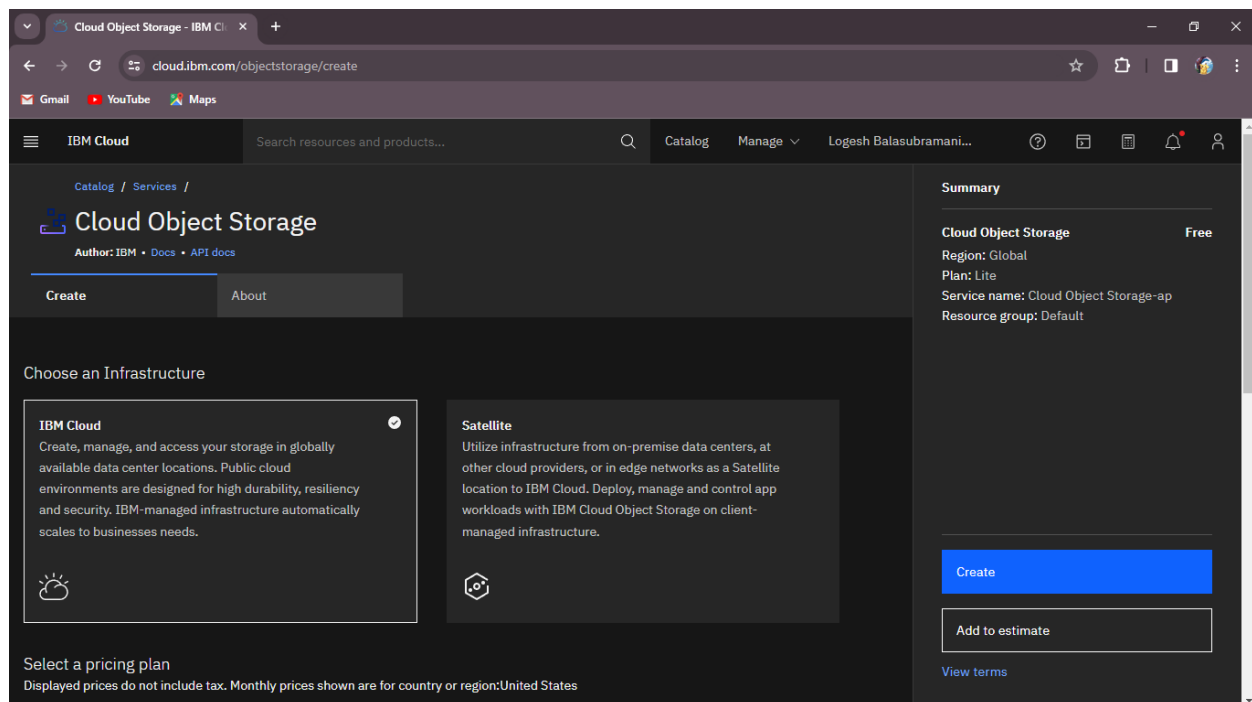 Cloud Object Storage - IBM Cl
cloud.ibm.com/objectstorage/create
Gmail YouTube Maps
IBM Cloud Search resources and products... Catalog Manage Logesh Balasubramani...
Catalog / Services /
Cloud Object Storage
Author: IBM • Docs • API docs
Create About
Choose an Infrastructure
IBM Cloud
Create, manage, and access your storage in globally
available data center locations. Public cloud
environments are designed for high durability, resiliency
and security. IBM-managed infrastructure automatically
scales to businesses needs.
Satellite
Utilize infrastructure from on-premise data centers, at
other cloud providers, or in edge networks as a Satellite
location to IBM Cloud. Deploy, manage and control app
workloads with IBM Cloud Object Storage on client-
managed infrastructure.
Select a pricing plan
Displayed prices do not include tax. Monthly prices shown are for country or region:United States
Summary
Cloud Object Storage Free
Region: Global
Plan: Lite
Service name: Cloud Object Storage-ap
Resource group: Default
Create
Add to estimate
View terms